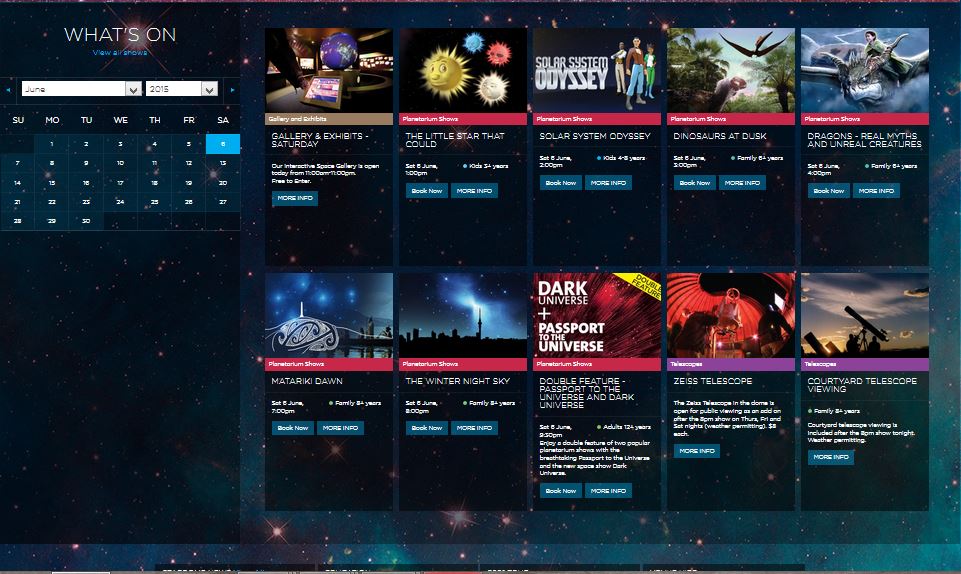 WHAT'S ON
View all shows
June
2015
SU MO TU WE TH FR SA
1 2 3 4 5 6
7 8 9 10 11 12 13
14 15 16 17 18 19 20
21 22 23 24 25 26 27
28 29 30
Gallery and Exhibits
GALLERY & EXHIBITS -
SATURDAY
Our Interactive Space Gallery is open
today from 11:00am-11:00pm.
Free to Enter.
MORE INFO
Planetarium Shows
THE LITTLE STAR THAT
COULD
Sat 6 June, Kids 3+ years
1:00pm
Book Now MORE INFO
SOLAR SYSTEM
ODYSSEY
Planetarium Shows
SOLAR SYSTEM ODYSSEY
Sat 6 June, Kids 4-8 years
2:00pm
Book Now MORE INFO
Planetarium Shows
DINOSAURS AT DUSK
Sat 6 June, Family 6+ years
3:00pm
Book Now MORE INFO
Planetarium Shows
DRAGONS - REAL MYTHS
AND UNREAL CREATURES
Sat 6 June, Family 6+ years
4:00pm
Book Now MORE INFO
Planetarium Shows
MATARIKI DAWN
Sat 6 June, Family 8+ years
7:00pm
Book Now MORE INFO
Planetarium Shows
THE WINTER NIGHT SKY
Sat 6 June, Family 8+ years
8:00pm
Book Now MORE INFO
DOUBLE
FEATURE
DARK
UNIVERSE
+
PASSPORT
TO THE
UNIVERSE
Planetarium Shows
DOUBLE FEATURE -
PASSPORT TO THE
UNIVERSE AND DARK
UNIVERSE
Sat 6 June, Adults 12+ years
9:30pm
Enjoy a double feature of two popular
planetarium shows with the
breathtaking Passport to the Universe
and the new space show Dark
Universe.
Book Now MORE INFO
Telescopes
ZEISS TELESCOPE
The Zeiss Telescope in the dome is
open for public viewing as an add on
after the 8pm show on Thurs, Fri and
Sat nights (weather permitting). $8
each.
MORE INFO
Telescopes
COURTYARD TELESCOPE
VIEWING
Family 8+ years
Courtyard telescope viewing is
included after the 8pm show tonight.
Weather permitting.
MORE INFO